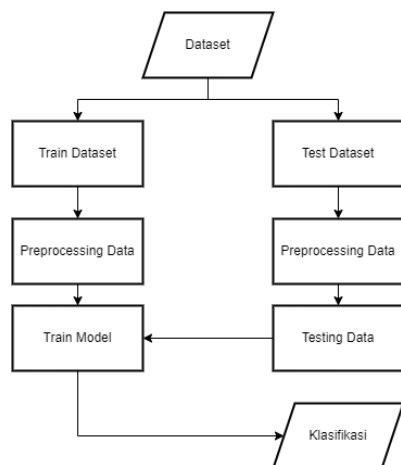 Dataset
Train Dataset
Test Dataset
Preprocessing Data
Preprocessing Data
Train Model
Testing Data
Klasifikasi